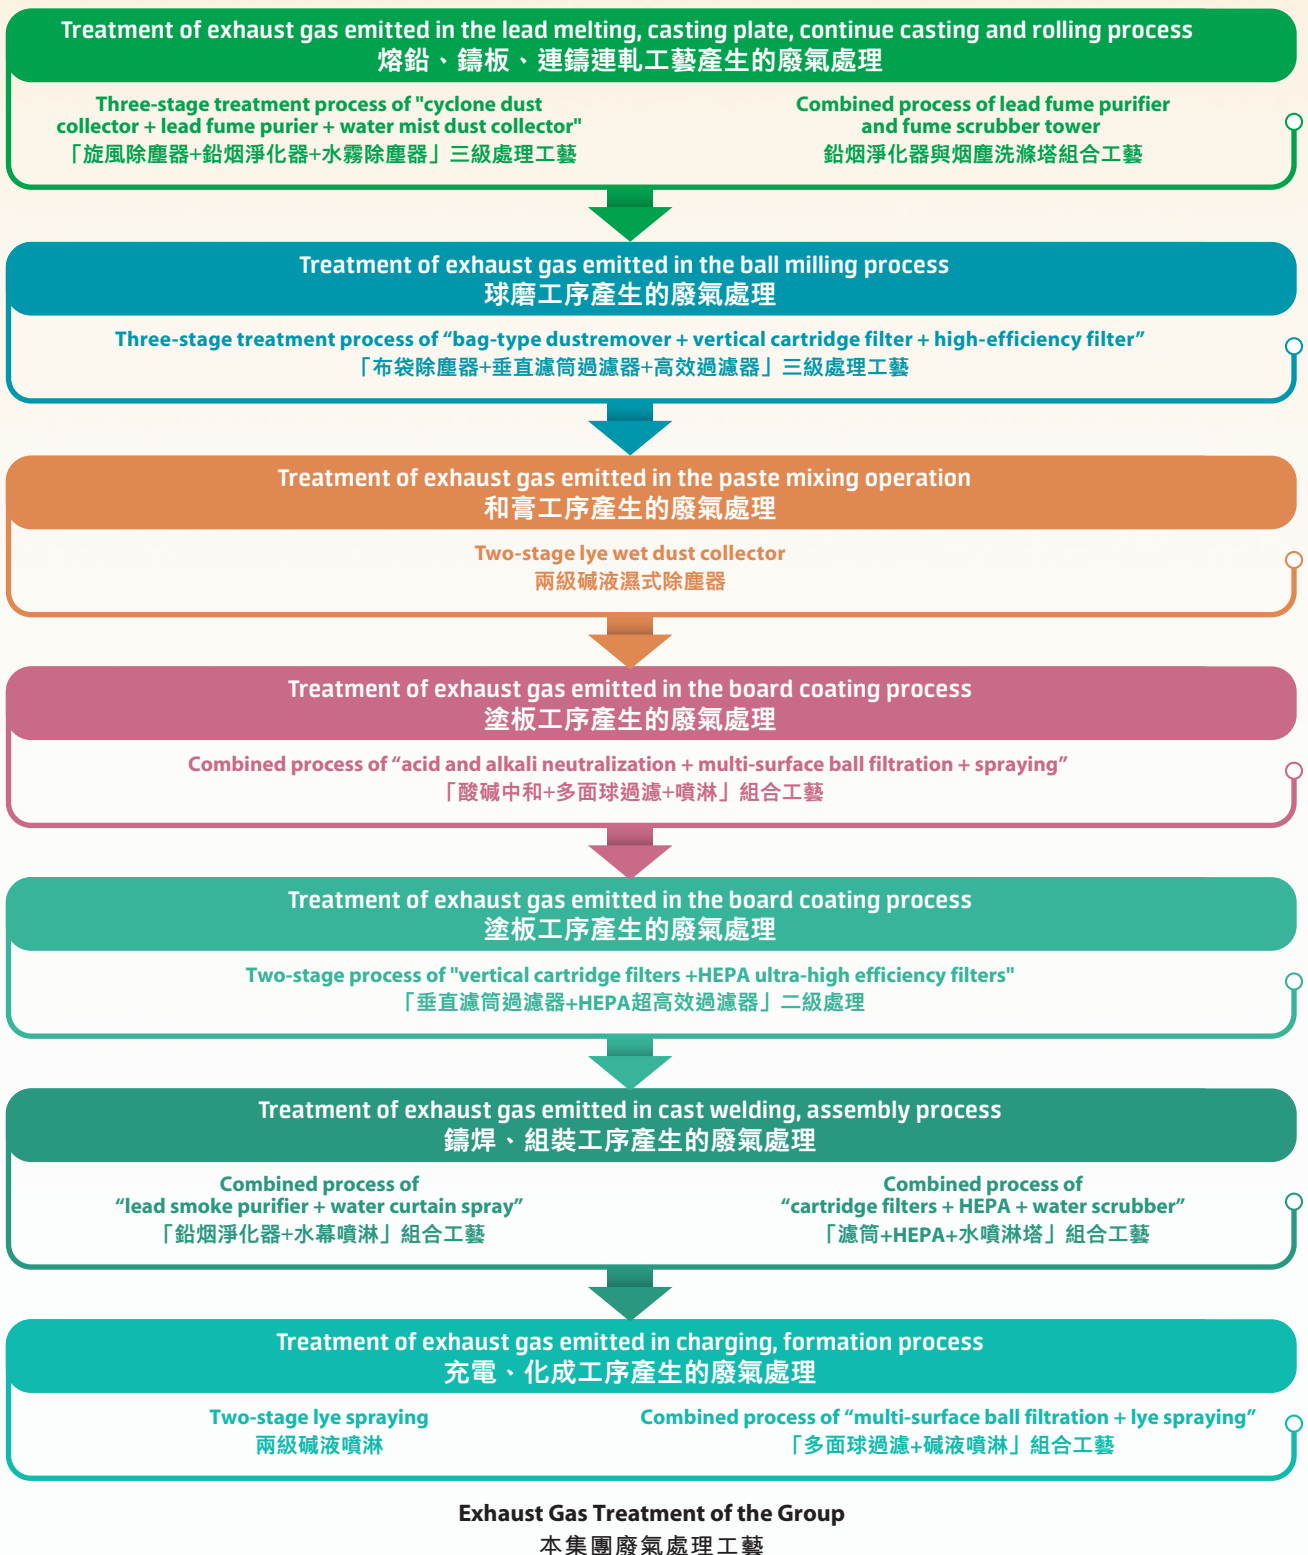 Treatment of exhaust gas emitted in the lead melting, casting plate, continue casting and rolling process
熔鉛、鑄板、連鑄連軋工藝產生的廢氣處理
Three-stage treatment process of "cyclone dust
collector + lead fume purier + water mist dust collector"
「旋風除塵器+鉛烟淨化器+水霧除塵器」三級處理工藝
Combined process of lead fume purifier
and fume scrubber tower
鉛烟淨化器與烟塵洗滌塔組合工藝
Treatment of exhaust gas emitted in the ball milling process
球磨工序產生的廢氣處理
Three-stage treatment process of “bag-type dustremover + vertical cartridge filter + high-efficiency filter”
「布袋除塵器+垂直濾筒過濾器+高效過濾器」三級處理工藝
Treatment of exhaust gas emitted in the paste mixing operation
和膏工序產生的廢氣處理
Two-stage lye wet dust collector
兩級碱液濕式除塵器
Treatment of exhaust gas emitted in the board coating process
塗板工序產生的廢氣處理
Combined process of “acid and alkali neutralization + multi-surface ball filtration + spraying”
「酸碱中和+多面球過濾+噴淋」組合工藝
Treatment of exhaust gas emitted in the board coating process
塗板工序產生的廢氣處理
Two-stage process of "vertical cartridge filters +HEPA ultra-high efficiency filters"
「垂直濾筒過濾器+HEPA超高效過濾器」二級處理
Treatment of exhaust gas emitted in cast welding, assembly process
鑄焊、組裝工序產生的廢氣處理
Combined process of
“lead smoke purifier + water curtain spray”
「鉛烟淨化器+水幕噴淋」組合工藝
Combined process of
“cartridge filters + HEPA + water scrubber”
「濾筒+HEPA+水噴淋塔」組合工藝
Treatment of exhaust gas emitted in charging, formation process
充電、化成工序產生的廢氣處理
Two-stage lye spraying
兩級碱液噴淋
Combined process of “multi-surface ball filtration + lye spraying”
「多面球過濾+碱液噴淋」組合工藝
Exhaust Gas Treatment of the Group
本集團廢氣處理工藝